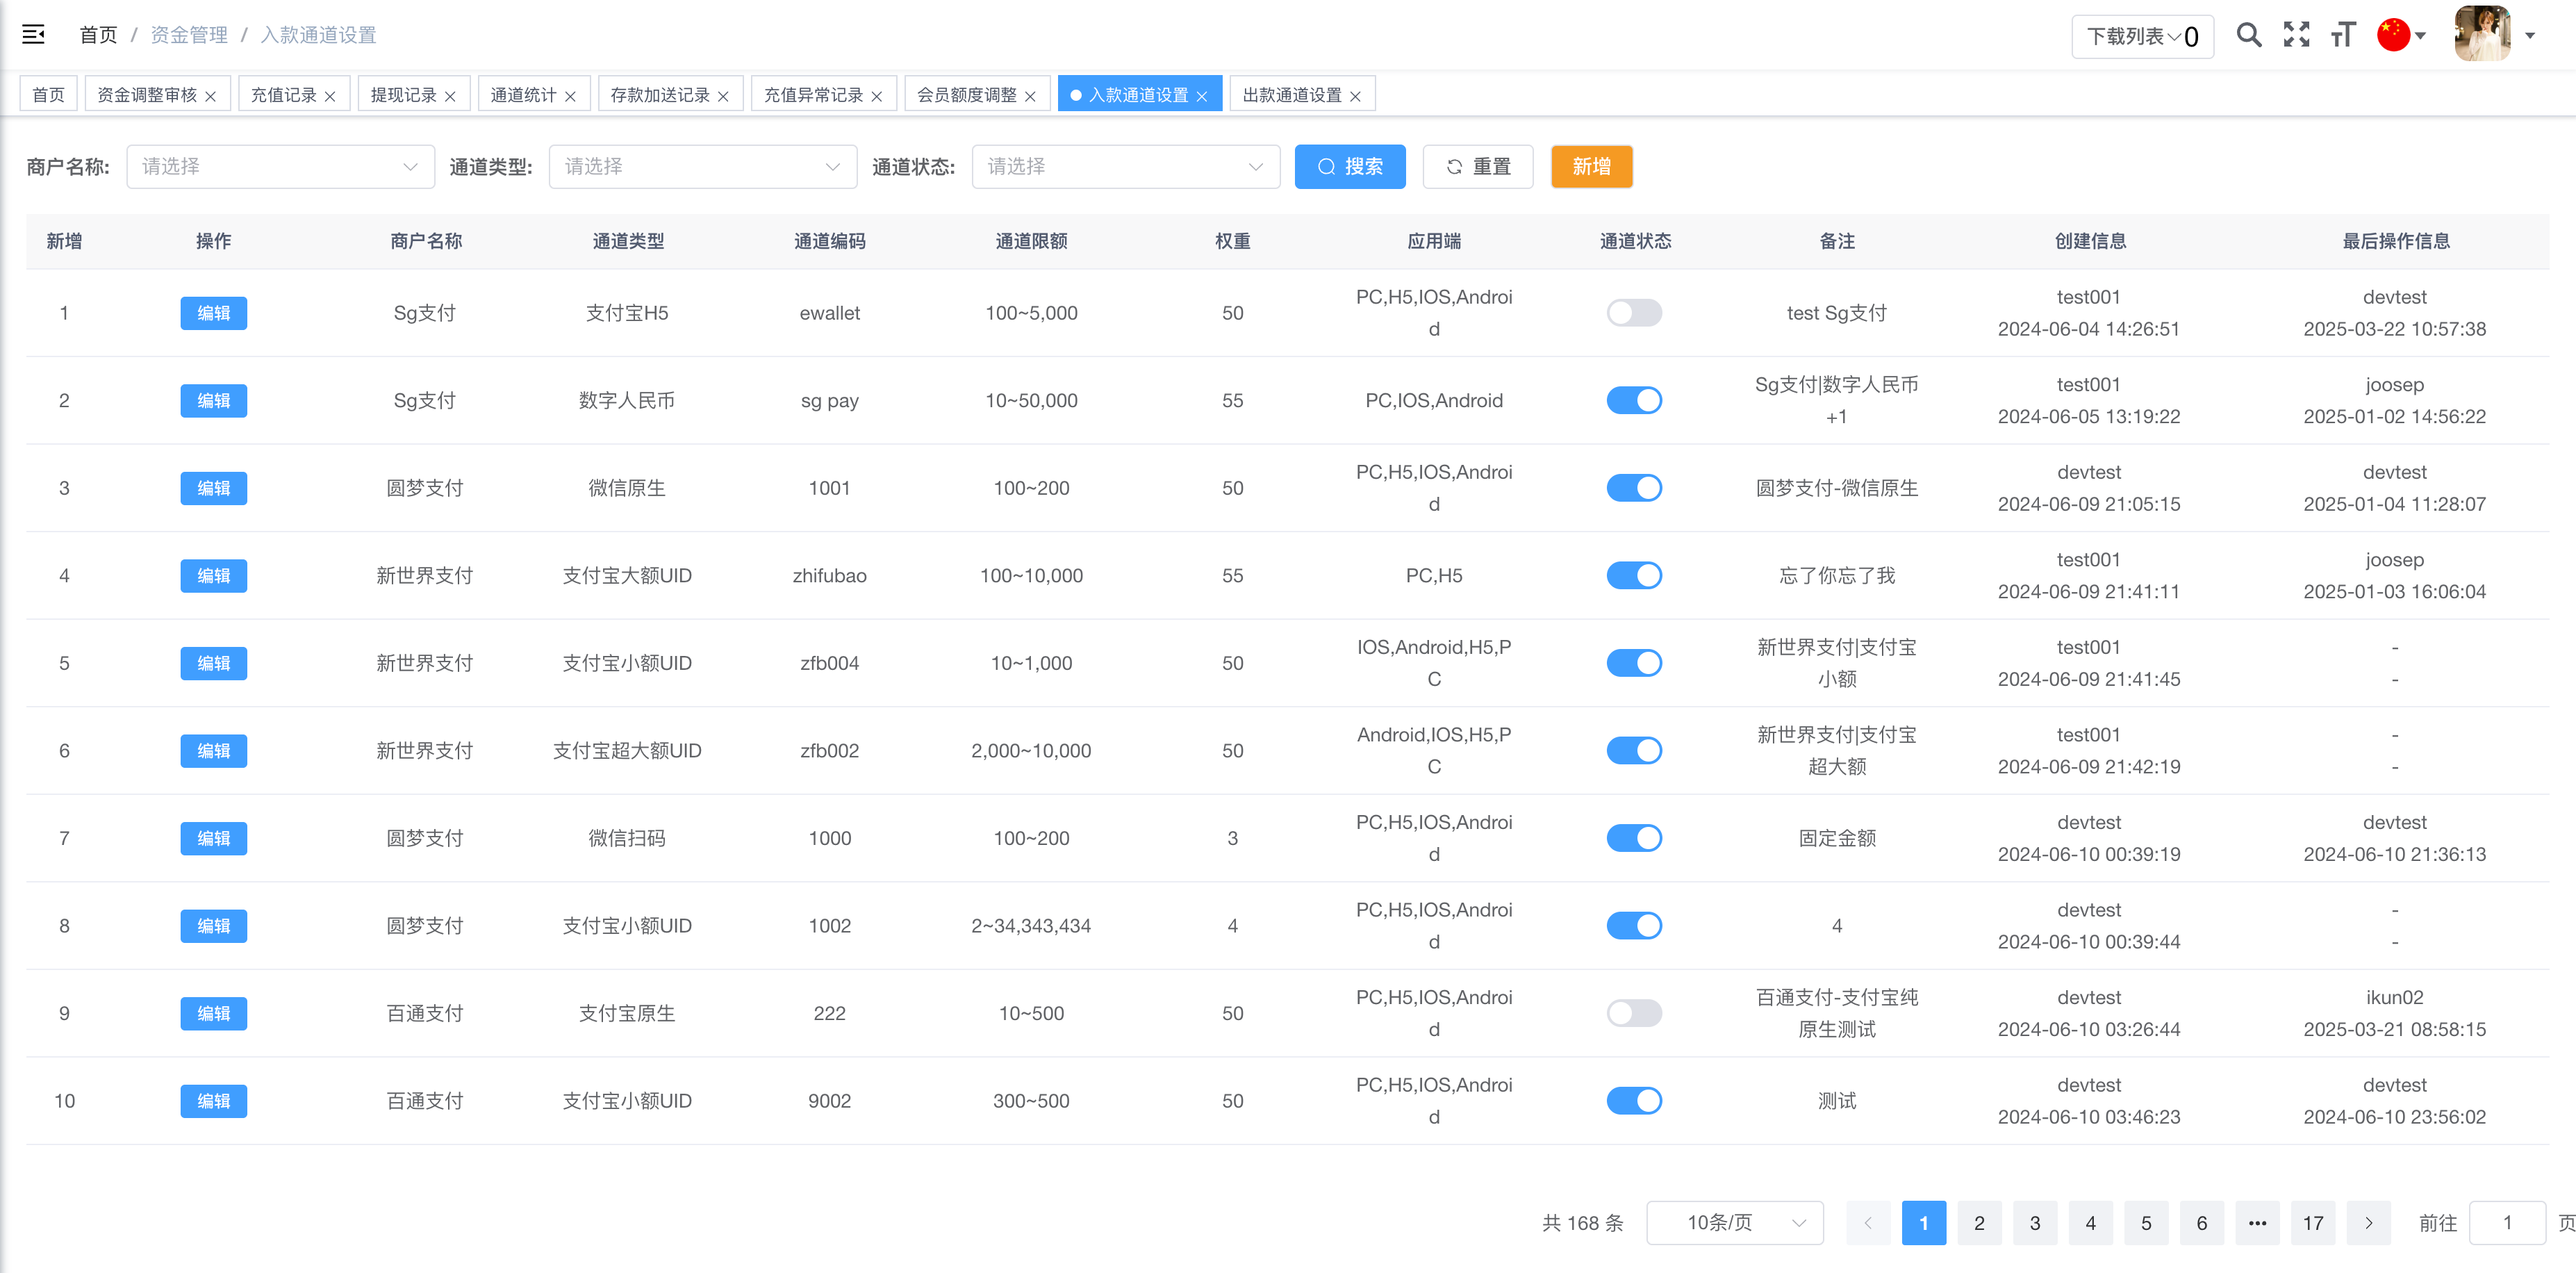 首页 / 资金管理 / 入款通道设置
下载列表 0
首页 资金调整审核 充值记录 提现记录 通道统计 存款加送记录 充值异常记录 会员额度调整 入款通道设置 出款通道设置
商户名称: 请选择 通道类型: 请选择 通道状态: 请选择 搜索 重置 新增
新增 操作 商户名称 通道类型 通道编码 通道限额 权重 应用端 通道状态 备注 创建信息 最后操作信息
PC,H5,IOS,Androi test001 devtest
1 编辑 Sg支付 支付宝H5 ewallet 100~5,000 50 test Sg支付
d 2024-06-04 14:26:51 2025-03-22 10:57:38
Sg支付|数字人民币 test001 joosep
2 编辑 Sg支付 数字人民币 sg pay 10~50,000 55 PC,IOS,Android
+1 2024-06-05 13:19:22 2025-01-02 14:56:22
PC,H5,IOS,Androi devtest devtest
3 编辑 圆梦支付 微信原生 1001 100~200 50 圆梦支付-微信原生
d 2024-06-09 21:05:15 2025-01-04 11:28:07
test001 joosep
4 编辑 新世界支付 支付宝大额UID zhifubao 100~10,000 55 PC,H5 忘了你忘了我
2024-06-09 21:41:11 2025-01-03 16:06:04
IOS,Android,H5,P 新世界支付|支付宝 test001 -
5 编辑 新世界支付 支付宝小额UID zfb004 10~1,000 50
C 小额 2024-06-09 21:41:45 -
Android,IOS,H5,P 新世界支付|支付宝 test001 -
6 编辑 新世界支付 支付宝超大额UID zfb002 2,000~10,000 50
C 超大额 2024-06-09 21:42:19 -
PC,H5,IOS,Androi devtest devtest
7 编辑 圆梦支付 微信扫码 1000 100~200 3 固定金额
d 2024-06-10 00:39:19 2024-06-10 21:36:13
PC,H5,IOS,Androi devtest -
8 编辑 圆梦支付 支付宝小额UID 1002 2~34,343,434 4 4
d 2024-06-10 00:39:44 -
PC,H5,IOS,Androi 百通支付-支付宝纯 devtest ikun02
9 编辑 百通支付 支付宝原生 222 10~500 50
d 原生测试 2024-06-10 03:26:44 2025-03-21 08:58:15
PC,H5,IOS,Androi devtest devtest
10 编辑 百通支付 支付宝小额UID 9002 300~500 50 测试
d 2024-06-10 03:46:23 2024-06-10 23:56:02
共 168 条 10条/页 1 2 3 4 5 6 ••• 17 前往 1 页